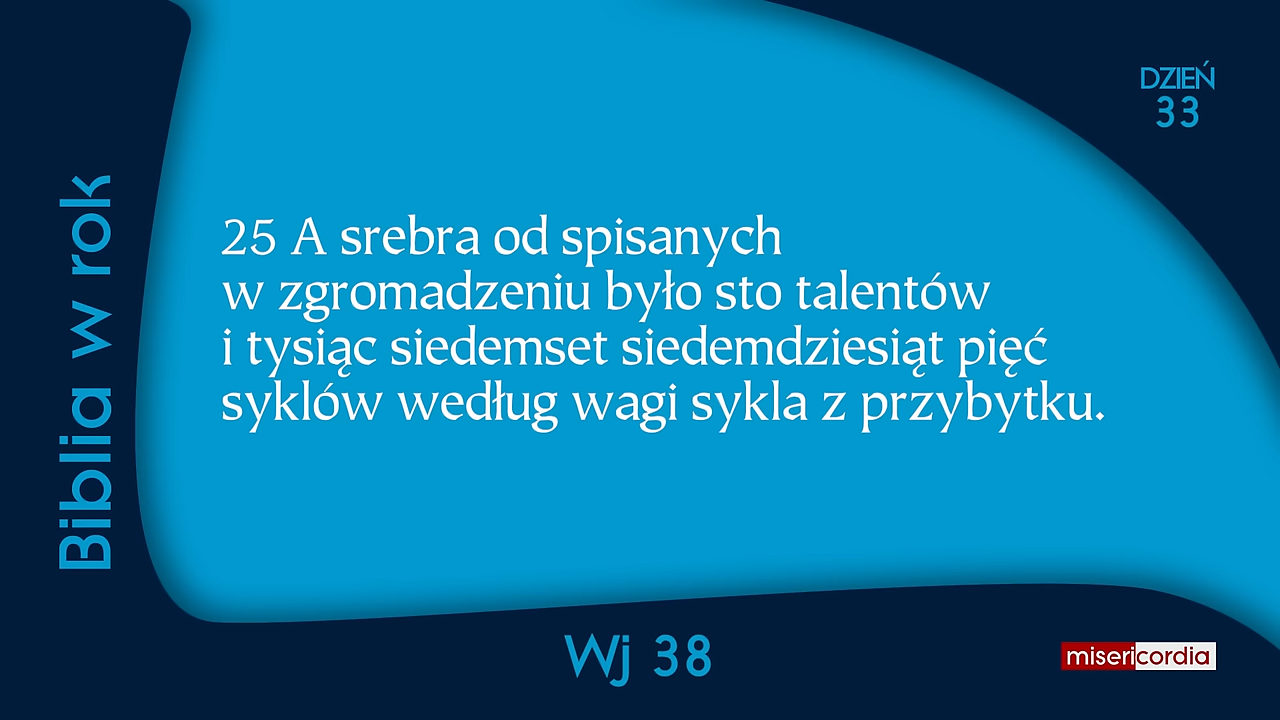 DZIEŃ
33
Biblia w rok
25 A srebra od spisanych
w zgromadzeniu było sto talentów
i tysiąc siedemset siedemdziesiąt pięć
syklów według wagi sykla z przybytku.
Wj 38
misericordia